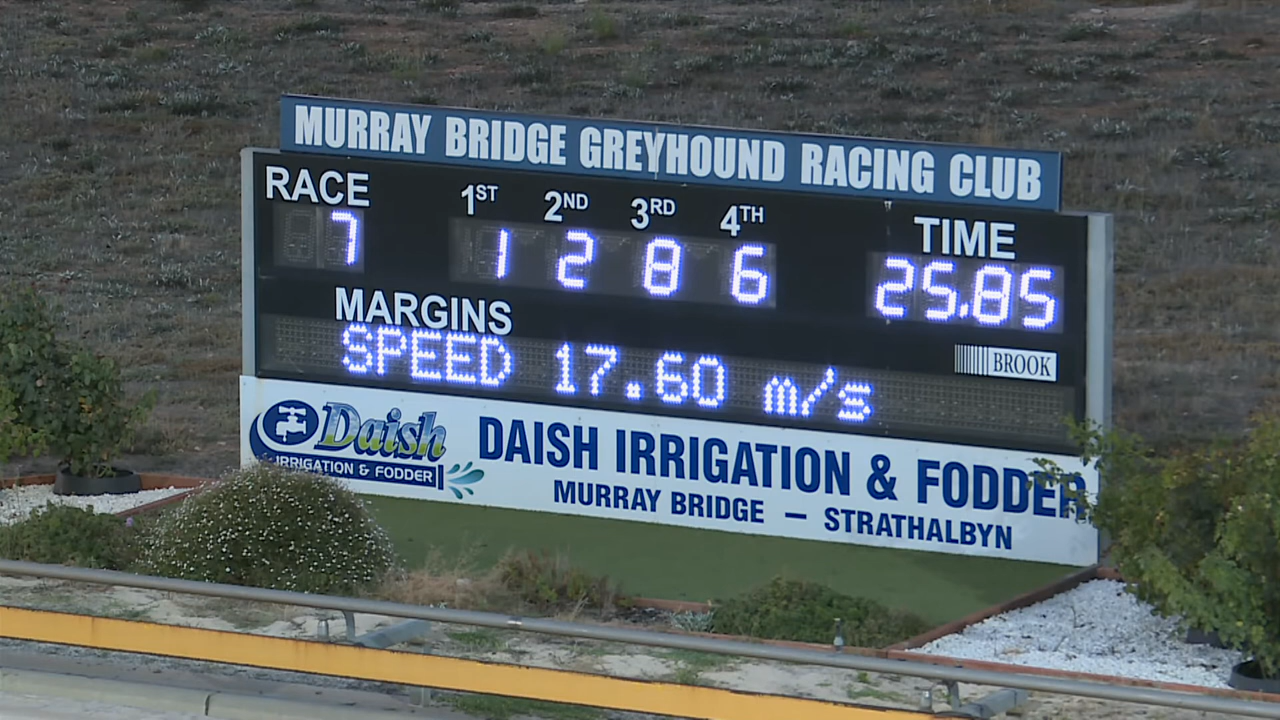 MURRAY BRIDGE GREYHOUND RACING CLUB
RACE 1ST 2ND 3RD 4TH TIME
7 1 2 8 6 25.85
MARGINS
BROOK
SPEED 17.60 m/s
Daish
IRRIGATION & FODDER
DAISH IRRIGATION & FODDER
MURRAY BRIDGE – STRATHALBYN